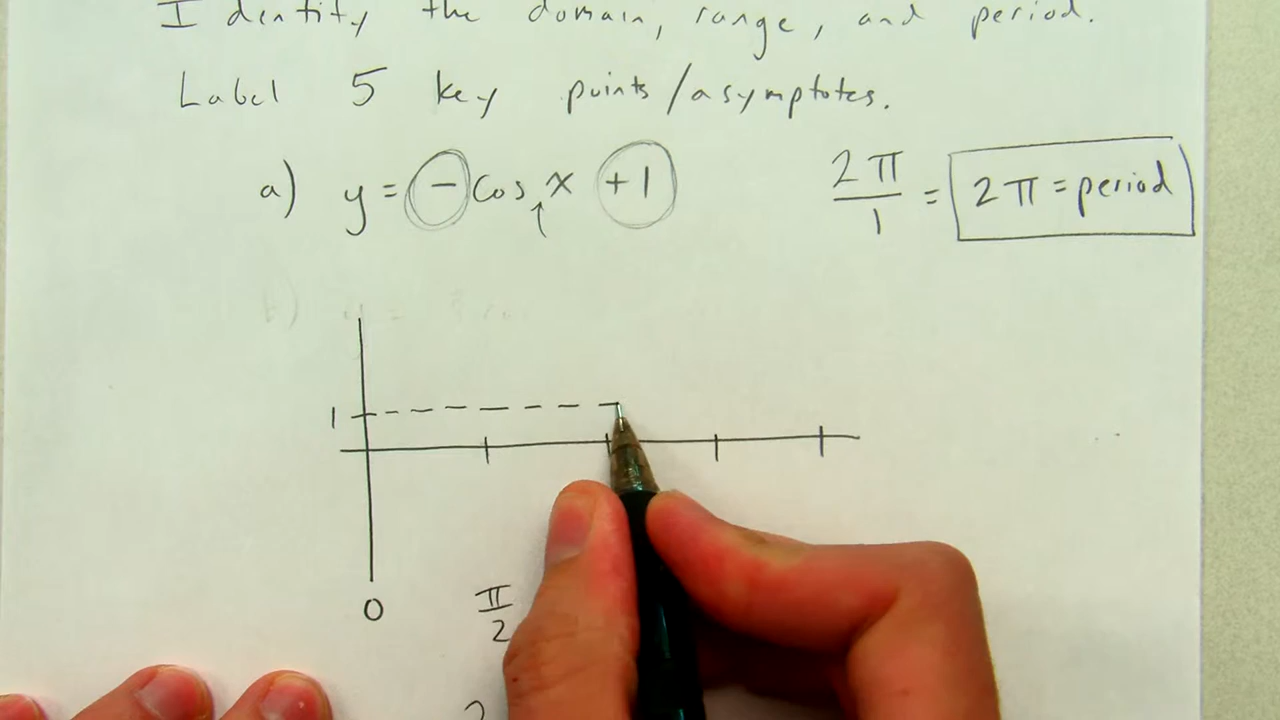 Identify the domain, range, and period.
Label 5 key points/asymptotes.
a) y = - cos x + 1
2π/1 = 2π = period
1
0 π/2